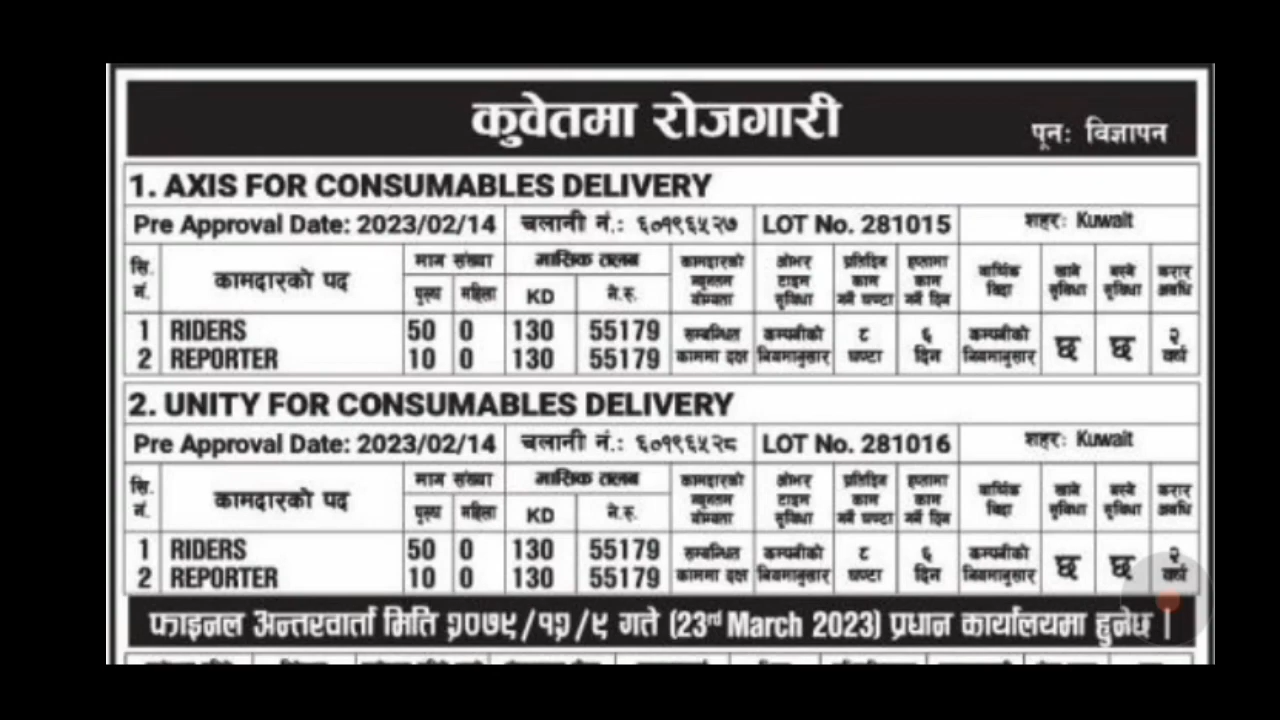 कुवेतमा रोजगारी
पूनः विज्ञापन
1. AXIS FOR CONSUMABLES DELIVERY
Pre Approval Date: 2023/02/14 चलानी नं.: ६०१९६५२७ LOT No. 281015 शहरः Kuwait
सि. नं. कामदारको पद माग संख्या पुरुष महिला मासिक तलब KD ने.रु. कामदारको न्युनतम योग्यता ओभर टाइम सुविधा प्रतिदिन काम गर्ने घण्टा हप्तामा काम गर्ने दिन वार्षिक विदा खाने सुविधा बस्ने सुविधा करार अवधि
1 RIDERS 50 0 130 55179 सम्बन्धित काममा दक्ष कम्पनीको नियमानुसार ८ घण्टा ६ दिन कम्पनीको नियमानुसार छ छ २ वर्ष
2 REPORTER 10 0 130 55179
2. UNITY FOR CONSUMABLES DELIVERY
Pre Approval Date: 2023/02/14 चलानी नं.: ६०१९६५२८ LOT No. 281016 शहरः Kuwait
सि. नं. कामदारको पद माग संख्या पुरुष महिला मासिक तलब KD ने.रु. कामदारको न्युनतम योग्यता ओभर टाइम सुविधा प्रतिदिन काम गर्ने घण्टा हप्तामा काम गर्ने दिन वार्षिक विदा खाने सुविधा बस्ने सुविधा करार अवधि
1 RIDERS 50 0 130 55179 सम्बन्धित काममा दक्ष कम्पनीको नियमानुसार ८ घण्टा ६ दिन कम्पनीको नियमानुसार छ छ २ वर्ष
2 REPORTER 10 0 130 55179
फाइनल अन्तरवार्ता मिति २०७९/१२/९ गते (23rd March 2023) प्रधान कार्यालयमा हुनेछ |